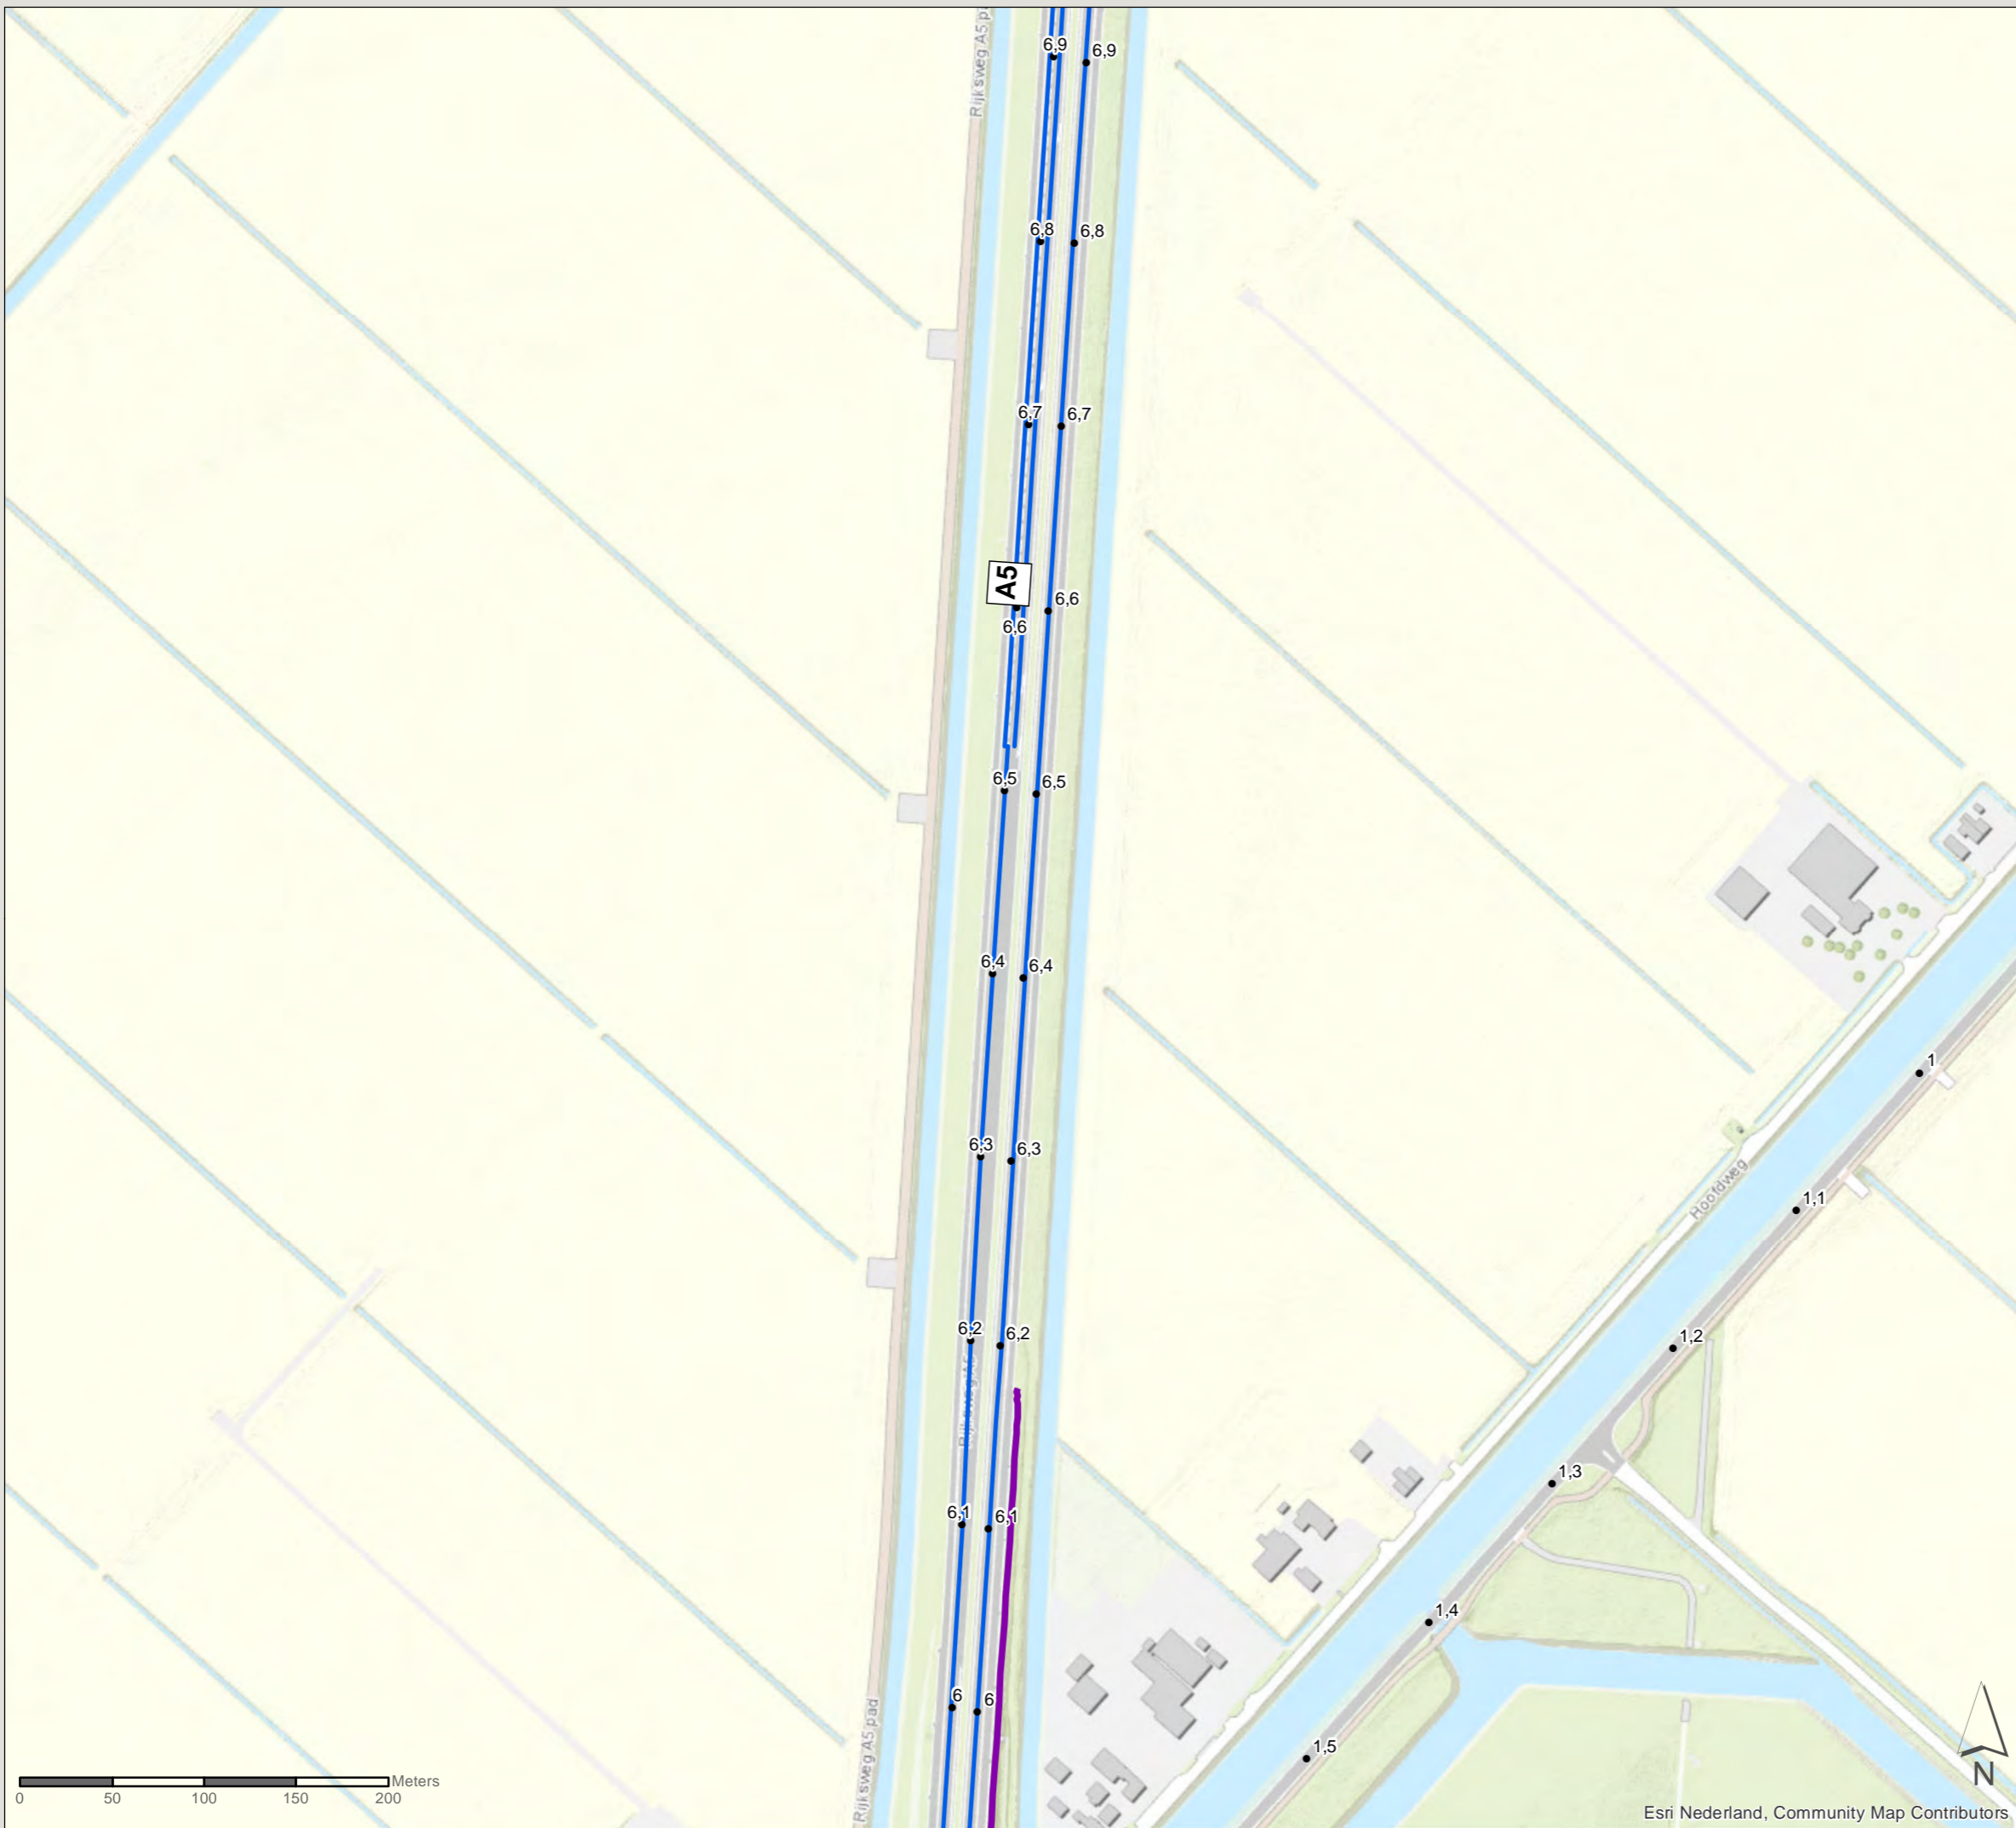 Rijksweg A5 pa
6,9
6,9
6,8
6,8
6,7
6,7
A5
6,6
6,6
6,5
6,5
6,4
6,4
6,3
6,3
1
1,1
Hoofdweg
6,2
6,2
1,2
Rijksweg A5
1,3
6,1
6,1
1,4
6
6
Rijksweg A5 pad
1,5
Meters
0 50 100 150 200
N
Esri Nederland, Community Map Contributors